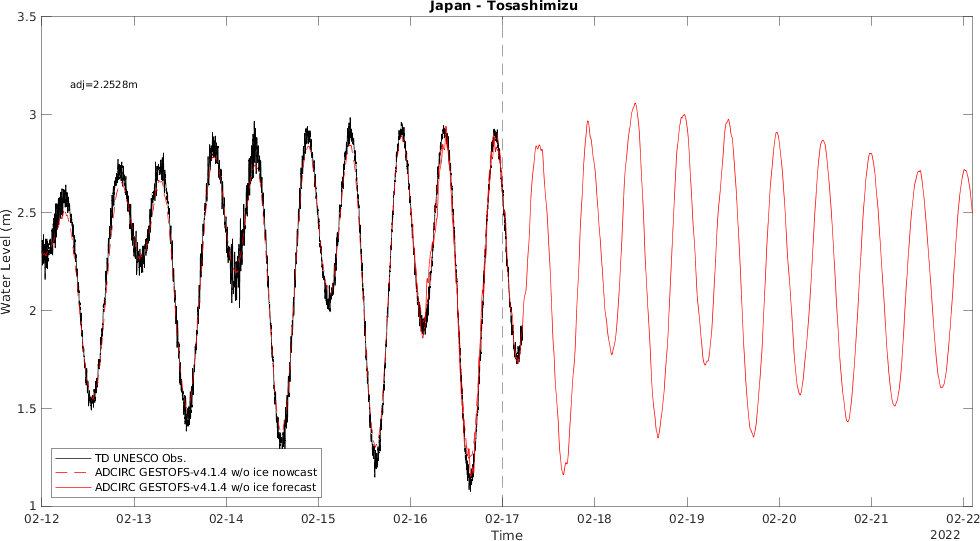 Japan - Tosashimizu
3.5
adj=2.2528m
3
2.5
Water Level (m)
2
1.5
TD UNESCO Obs.
ADCIRC GESTOFS-v4.1.4 w/o ice nowcast
ADCIRC GESTOFS-v4.1.4 w/o ice forecast
1
02-12 02-13 02-14 02-15 02-16 02-17 02-18 02-19 02-20 02-21 02-22
Time 2022